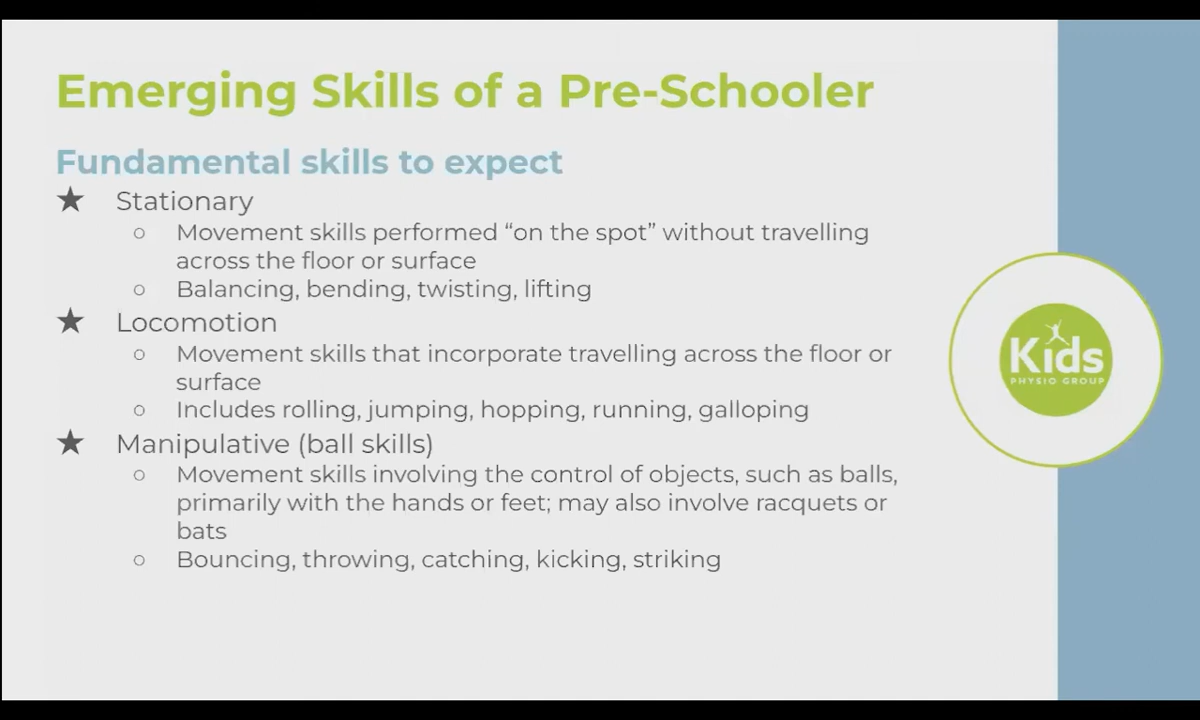 Emerging Skills of a Pre-Schooler
Fundamental skills to expect
★ Stationary
○ Movement skills performed “on the spot” without travelling
across the floor or surface
○ Balancing, bending, twisting, lifting
★ Locomotion
○ Movement skills that incorporate travelling across the floor or
surface
○ Includes rolling, jumping, hopping, running, galloping
★ Manipulative (ball skills)
○ Movement skills involving the control of objects, such as balls,
primarily with the hands or feet; may also involve racquets or
bats
○ Bouncing, throwing, catching, kicking, striking
Kids
PHYSIO GROUP